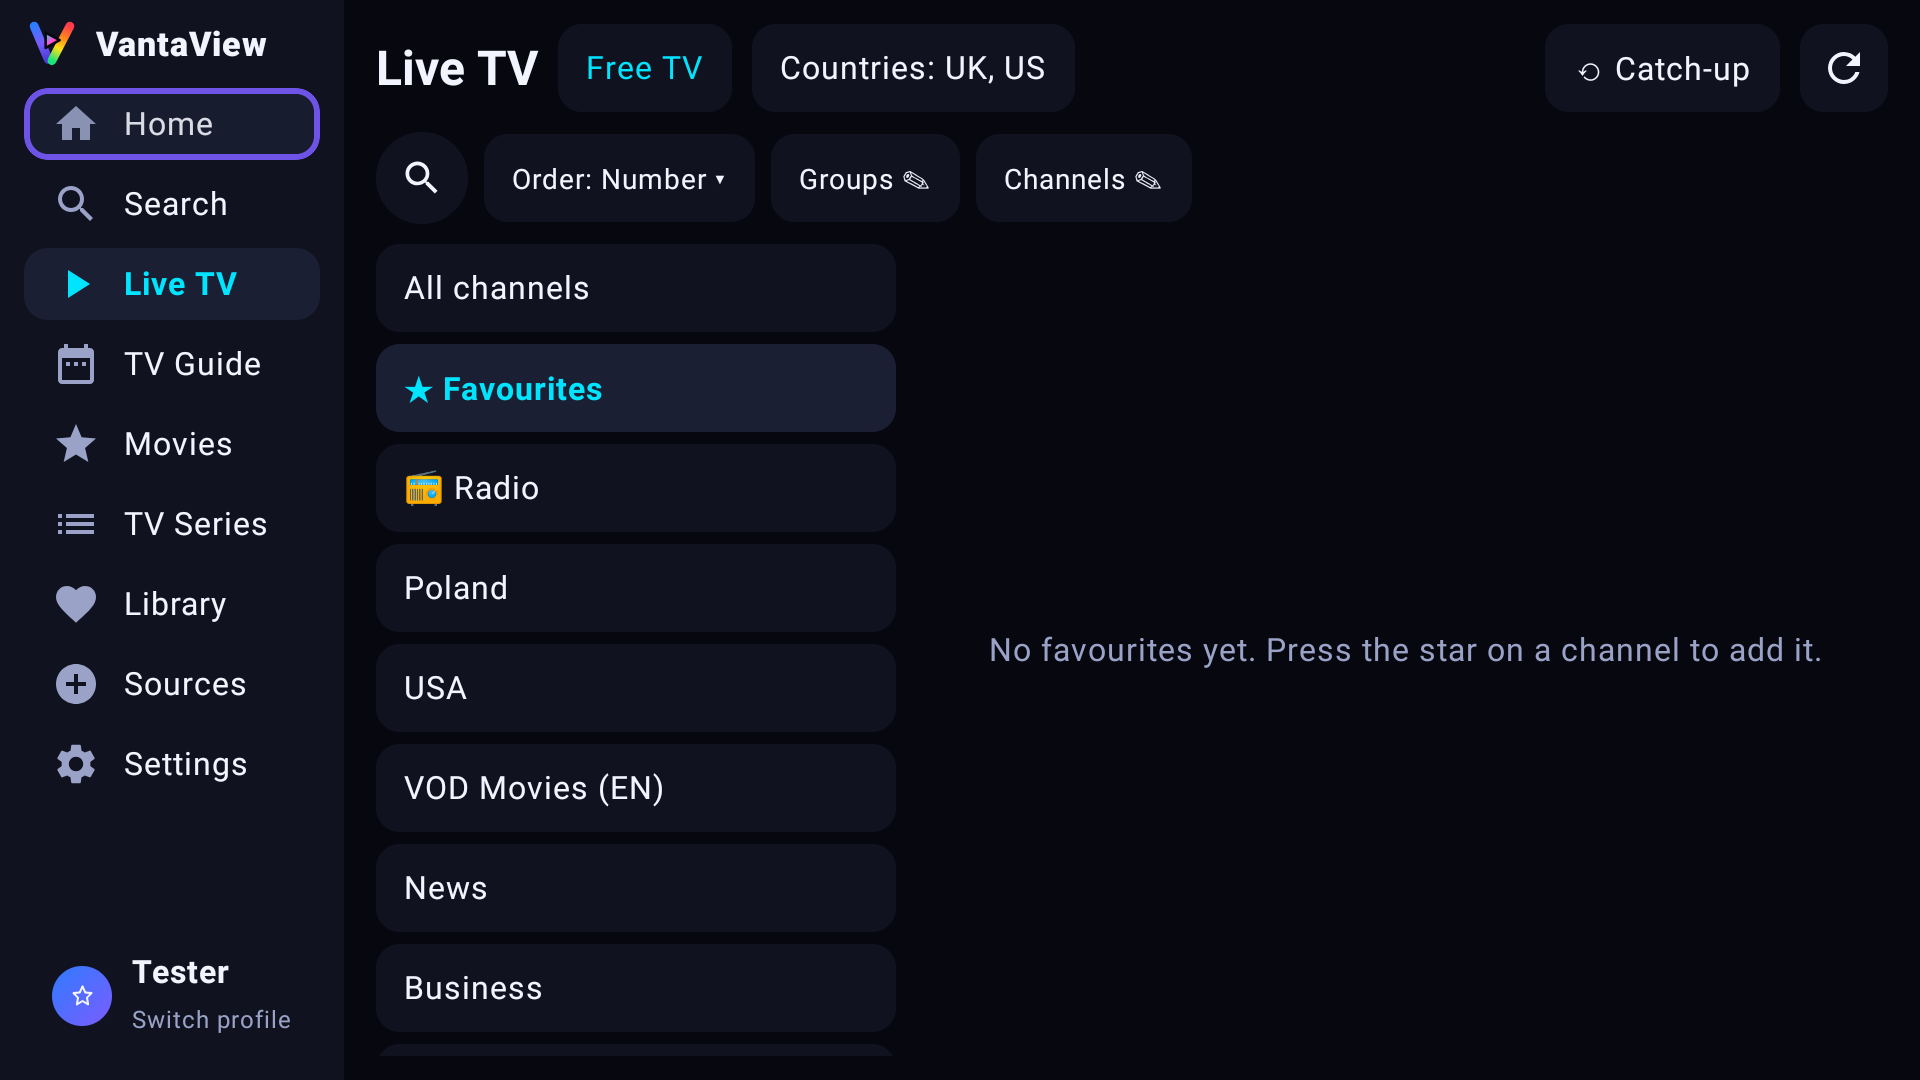 VantaView
Home
Search
Live TV
TV Guide
Movies
TV Series
Library
Sources
Settings
Tester
Switch profile
Live TV
Free TV
Countries: UK, US
Catch-up
Order: Number
Groups
Channels
All channels
★ Favourites
Radio
Poland
USA
VOD Movies (EN)
News
Business
No favourites yet. Press the star on a channel to add it.